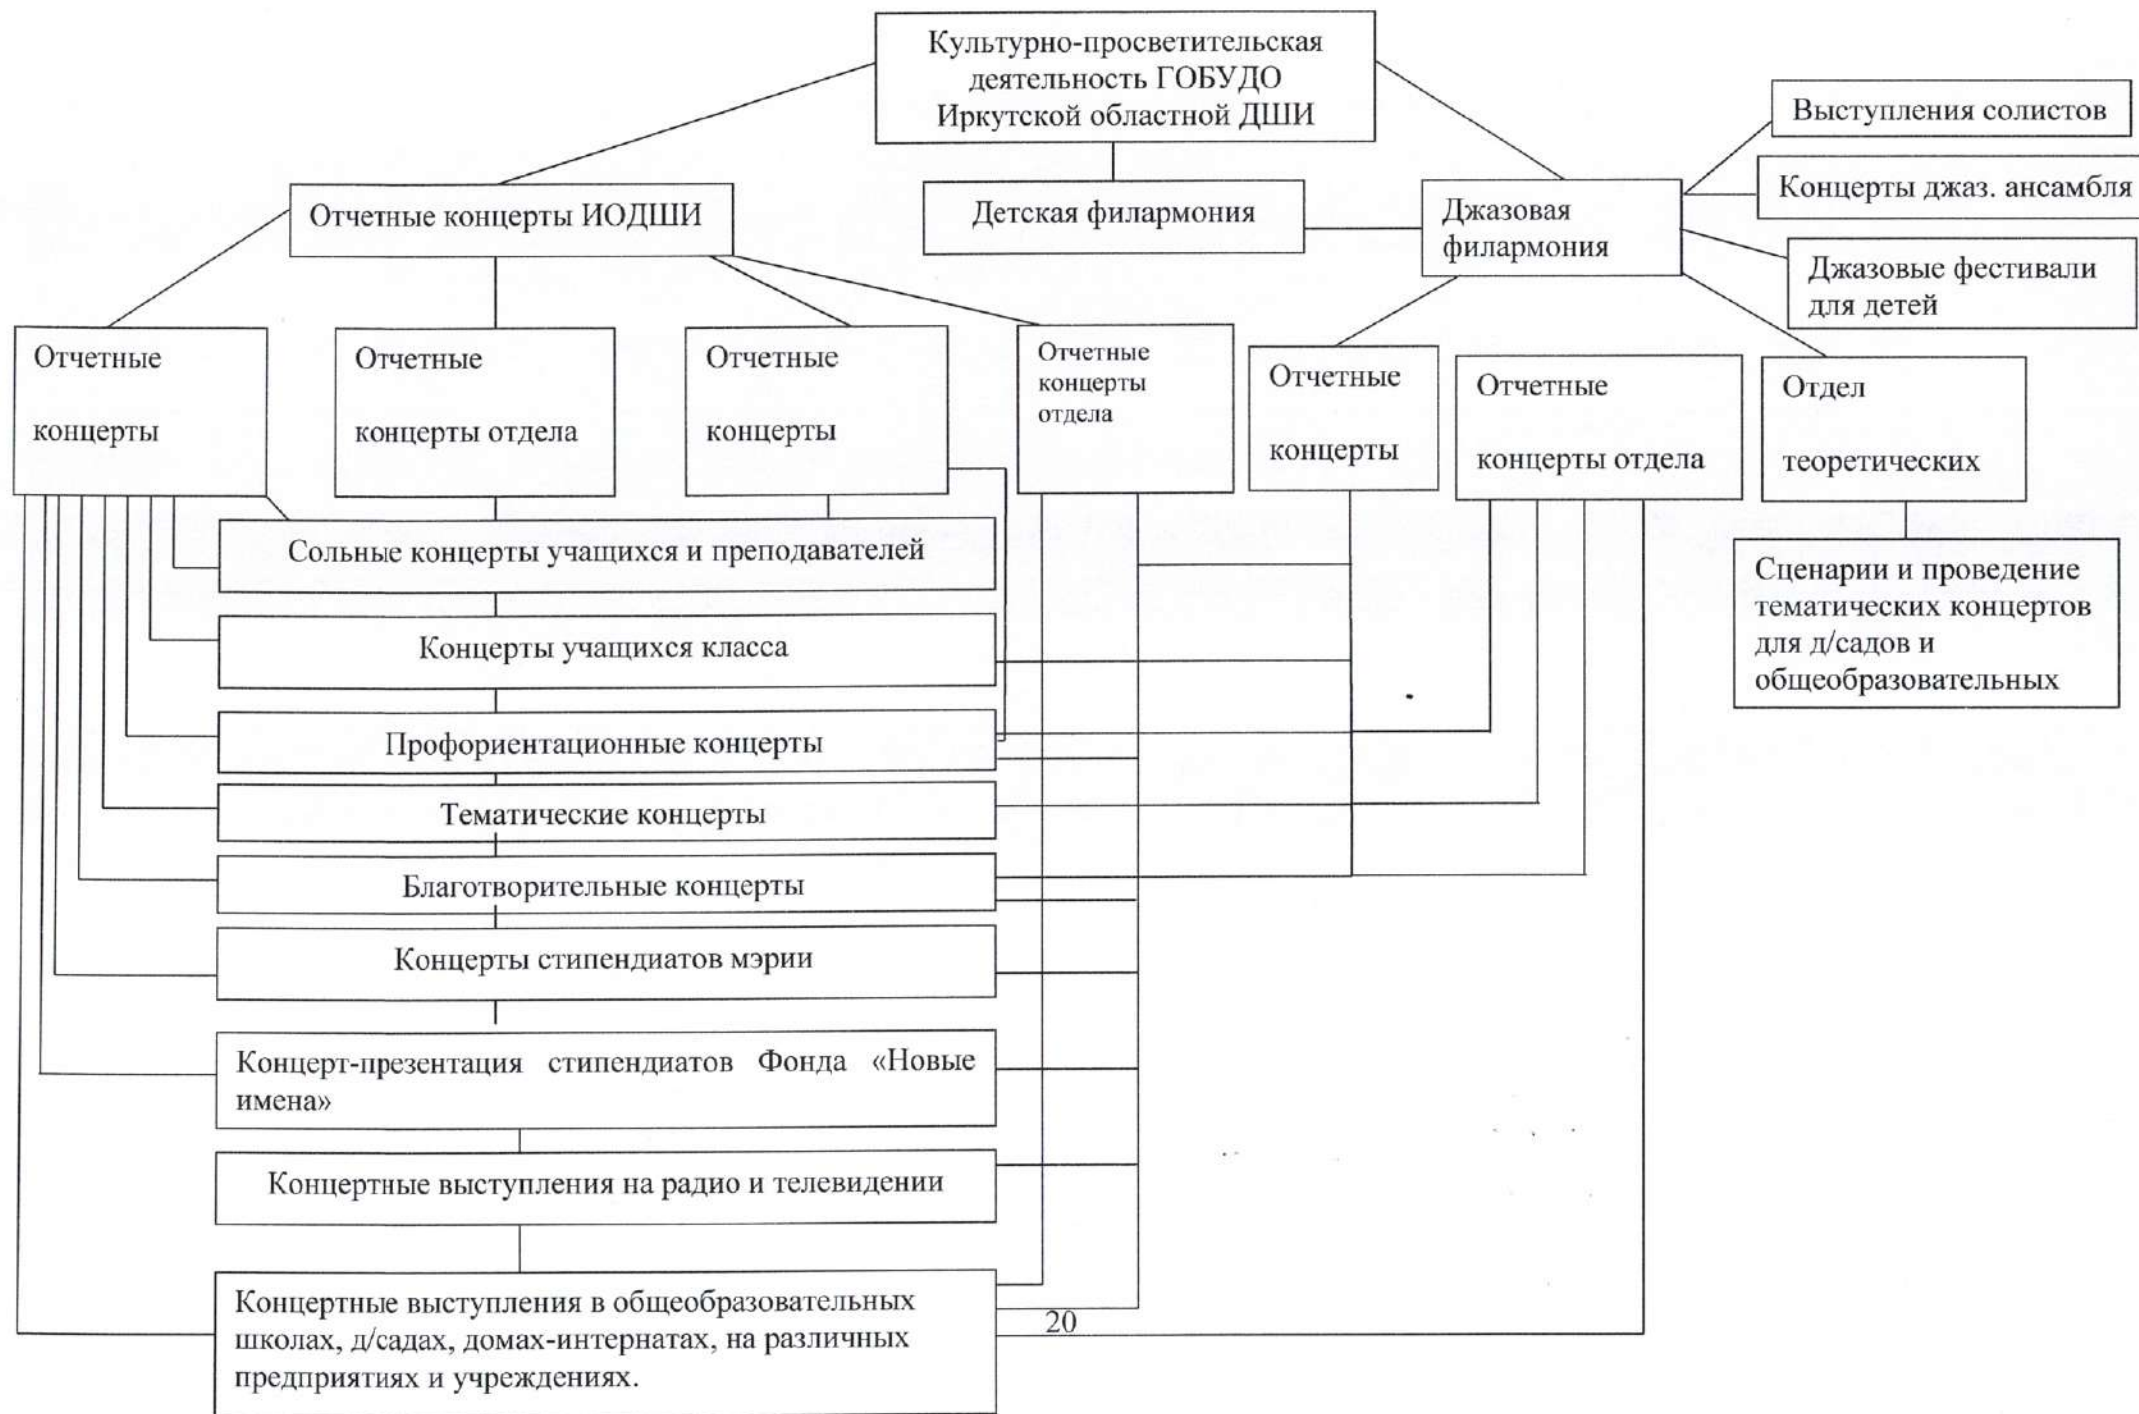 Культурно-просветительская
деятельность ГОБУДО
Иркутской областной ДШИ
Выступления солистов
Концерты джаз. ансамбля
Джазовые фестивали
для детей
Отчетные концерты ИОДШИ
Детская филармония
Джазовая
филармония
Отчетные
концерты
Отчетные
концерты отдела
Отчетные
концерты
Отчетные
концерты
отдела
Отчетные
концерты
Отчетные
концерты отдела
Отдел
теоретических
Сольные концерты учащихся и преподавателей
Сценарии и проведение
тематических концертов
для д/садов и
общеобразовательных
Концерты учащихся класса
Профориентационные концерты
Тематические концерты
Благотворительные концерты
Концерты стипендиатов мэрии
Концерт-презентация стипендиатов Фонда «Новые
имена»
Концертные выступления на радио и телевидении
Концертные выступления в общеобразовательных
школах, д/садах, домах-интернатах, на различных
предприятиях и учреждениях.
20